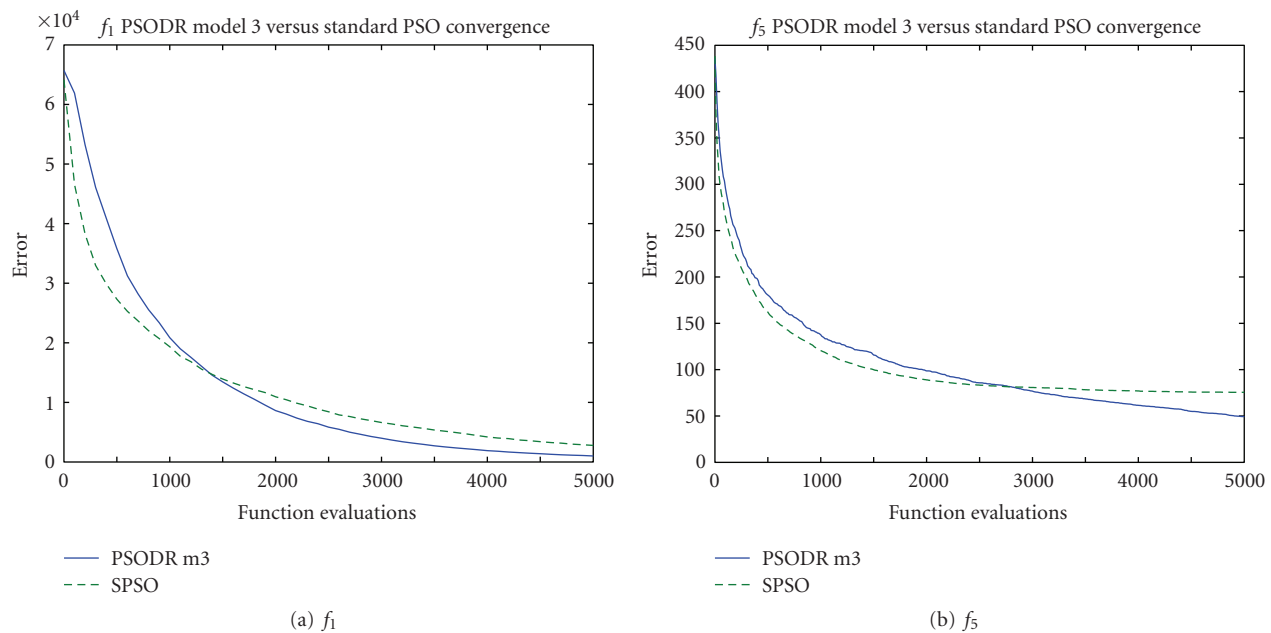 ×10⁴
f₁ PSODR model 3 versus standard PSO convergence
7
6
5
4
3
2
1
0
Error
0 1000 2000 3000 4000 5000
Function evaluations
PSODR m3
SPSO
(a) f₁
f₅ PSODR model 3 versus standard PSO convergence
450
400
350
300
250
200
150
100
50
0
Error
0 1000 2000 3000 4000 5000
Function evaluations
PSODR m3
SPSO
(b) f₅